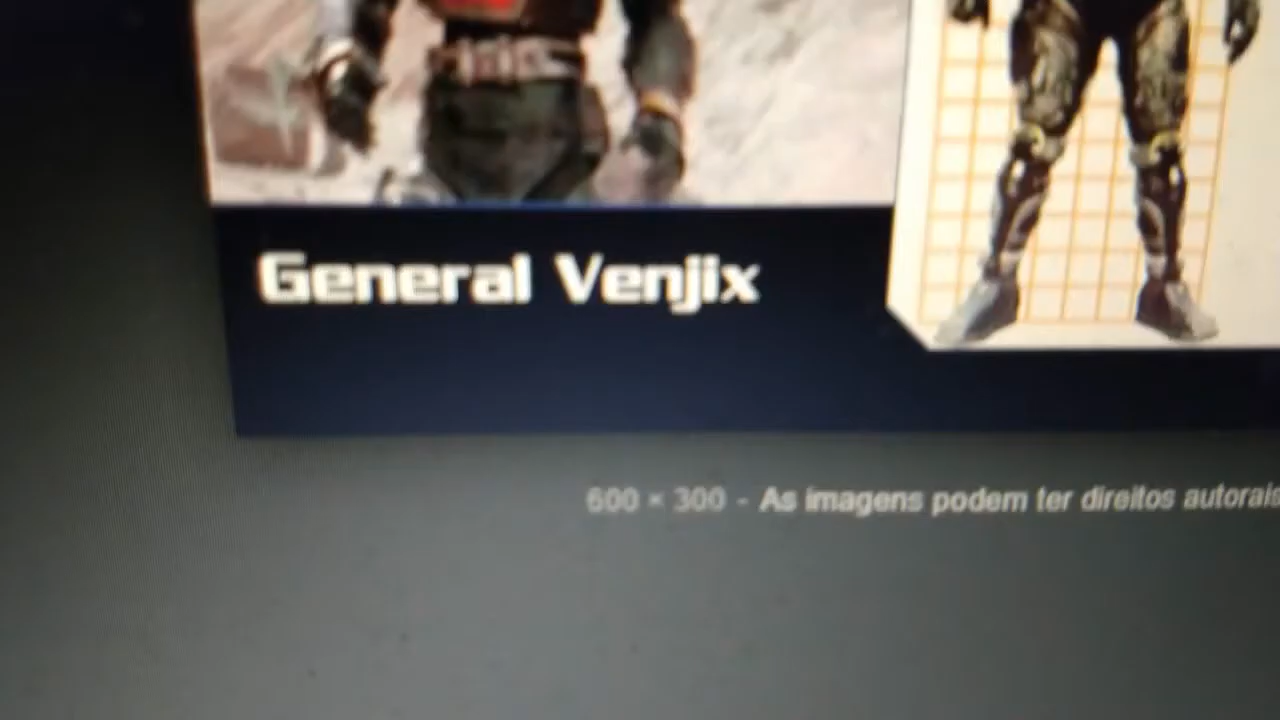 General Venjix
600 × 300 - As imagens podem ter direitos autorais